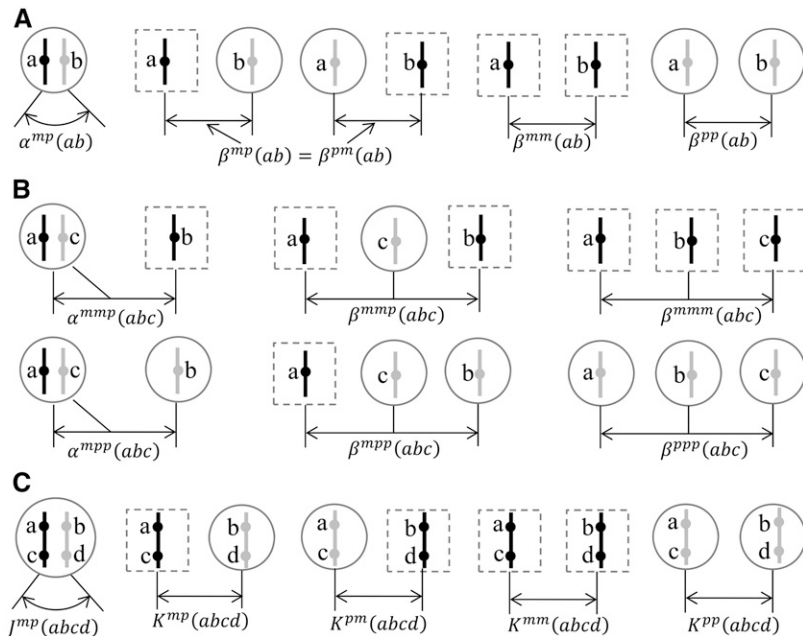 A
a b a b a b a b a b
α^{mp}(ab) β^{mp}(ab) = β^{pm}(ab) β^{mm}(ab) β^{pp}(ab)
B
a c b a c b a b c
α^{mmp}(abc) β^{mmp}(abc) β^{mmm}(abc)
a c b a c b a b c
α^{mpp}(abc) β^{mpp}(abc) β^{ppp}(abc)
C
a b a b a b a b a b
c d c d c d c d c d
J^{mp}(abcd) K^{mp}(abcd) K^{pm}(abcd) K^{mm}(abcd) K^{pp}(abcd)